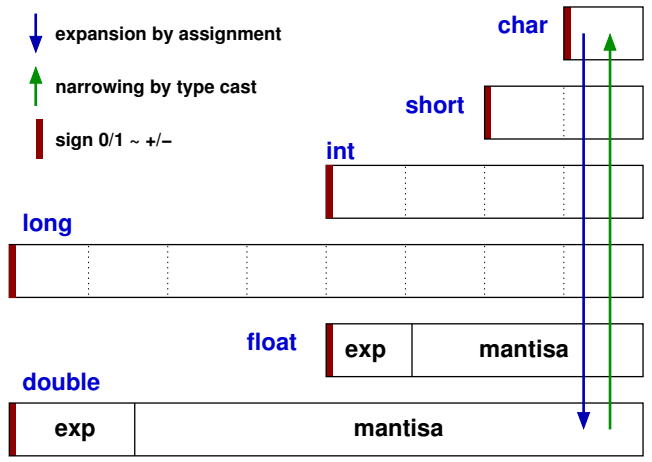 expansion by assignment
char
narrowing by type cast
short
sign 0/1 ~ +/−
int
long
float
exp
mantisa
double
exp
mantisa